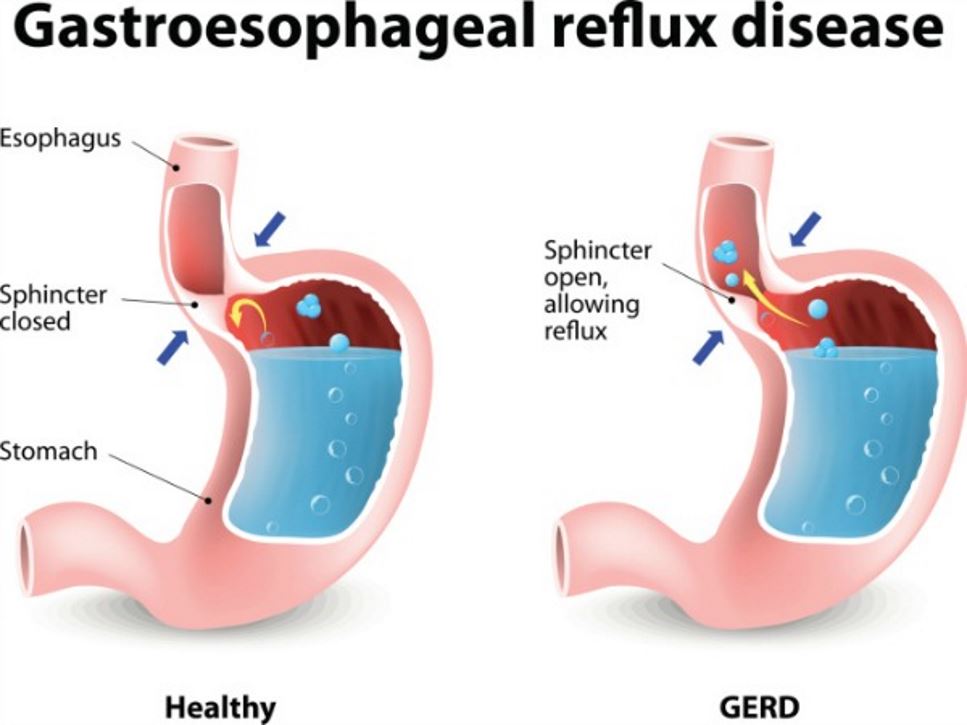 Gastroesophageal reflux disease
Esophagus
Sphincter
closed
Stomach
Healthy
Sphincter
open,
allowing
reflux
GERD